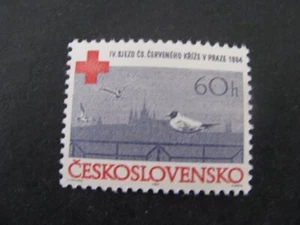 IV. SJEZD ČS. ČERVENÉHO KŘÍŽE V PRAZE 1964
60h
ČESKOSLOVENSKO